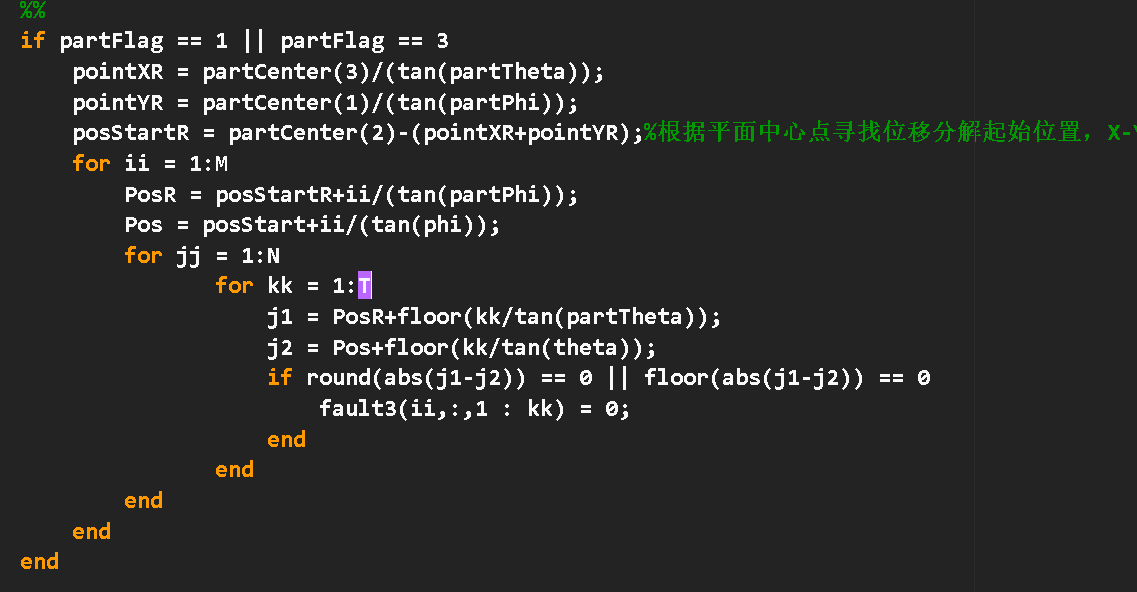 %%
if partFlag == 1 || partFlag == 3
pointXR = partCenter(3)/(tan(partTheta));
pointYR = partCenter(1)/(tan(partPhi));
posStartR = partCenter(2)-(pointXR+pointYR);%根据平面中心点寻找位移分解起始位置，X-Y
for ii = 1:M
PosR = posStartR+ii/(tan(partPhi));
Pos = posStart+ii/(tan(phi));
for jj = 1:N
for kk = 1:T
j1 = PosR+floor(kk/tan(partTheta));
j2 = Pos+floor(kk/tan(theta));
if round(abs(j1-j2)) == 0 || floor(abs(j1-j2)) == 0
fault3(ii,:,1 : kk) = 0;
end
end
end
end
end